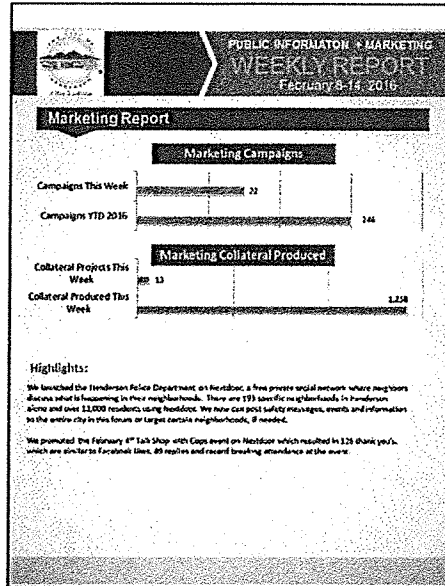 PUBLIC INFORMATON + MARKETING
WEEKLY REPORT
February 8-14, 2016
Marketing Report
Marketing Campaigns
Campaigns This Week
22
Campaigns YTD 2016
246
Marketing Collateral Produced
Collateral Projects This
Week
13
Collateral Produced This
Week
1,258
Highlights:
We launched the Henderson Police Department on Nextdoor, a free private social network where neighbors
discuss what is happening in their neighborhoods. There are 193 specific neighborhoods in Henderson
alone and over 12,000 residents using Nextdoor. We now can post safety messages, events and information
to the entire city in this forum or target certain neighborhoods, if needed.
We promoted the February 4th Talk Shop with Cops event on Nextdoor which resulted in 126 thank you's,
which are similar to Facebook likes, 89 replies and record breaking attendance at the event.